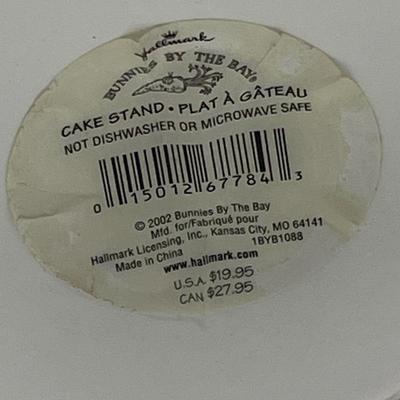 Hallmark
BUNNIES BY THE BAY®
CAKE STAND • PLAT À GÂTEAU
NOT DISHWASHER OR MICROWAVE SAFE
0 15012 67784 3
© 2002 Bunnies By The Bay
Mfd. for/Fabriqué pour
Hallmark Licensing, Inc., Kansas City, MO 64141
Made in China 1BYB1088
www.hallmark.com
U.S.A. $19.95
CAN $27.95